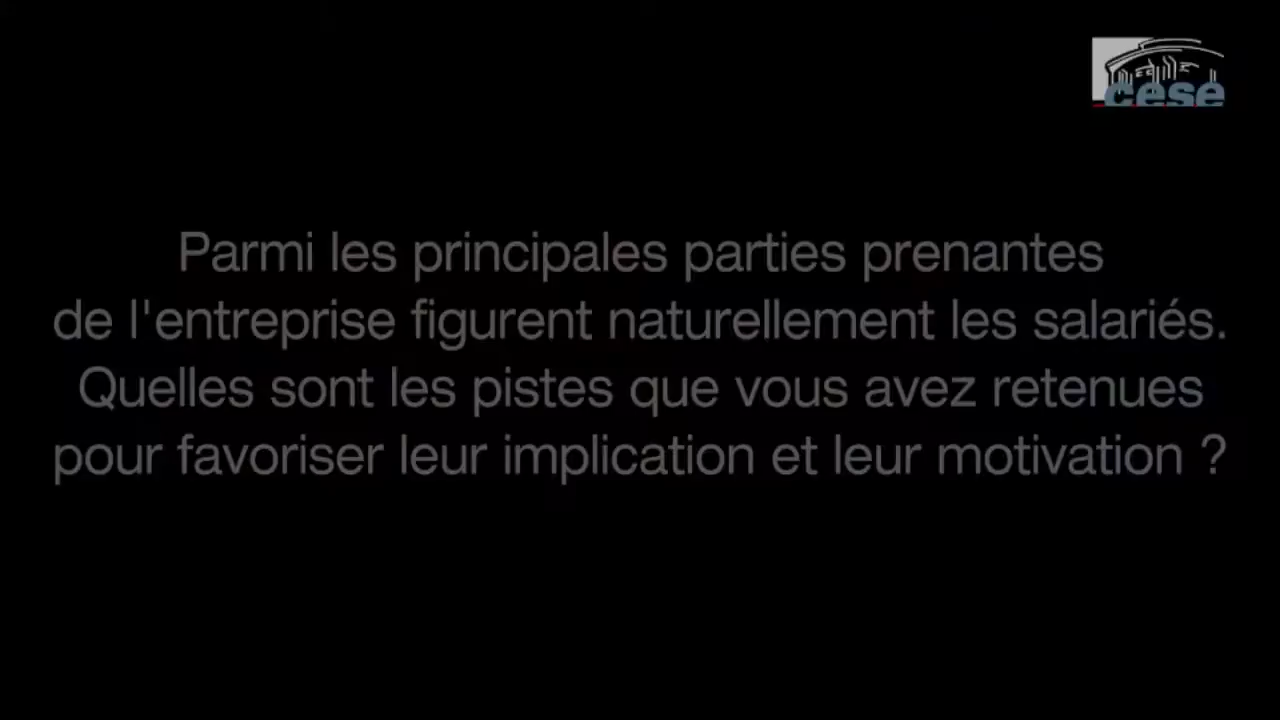 cese
Parmi les principales parties prenantes
de l'entreprise figurent naturellement les salariés.
Quelles sont les pistes que vous avez retenues
pour favoriser leur implication et leur motivation ?